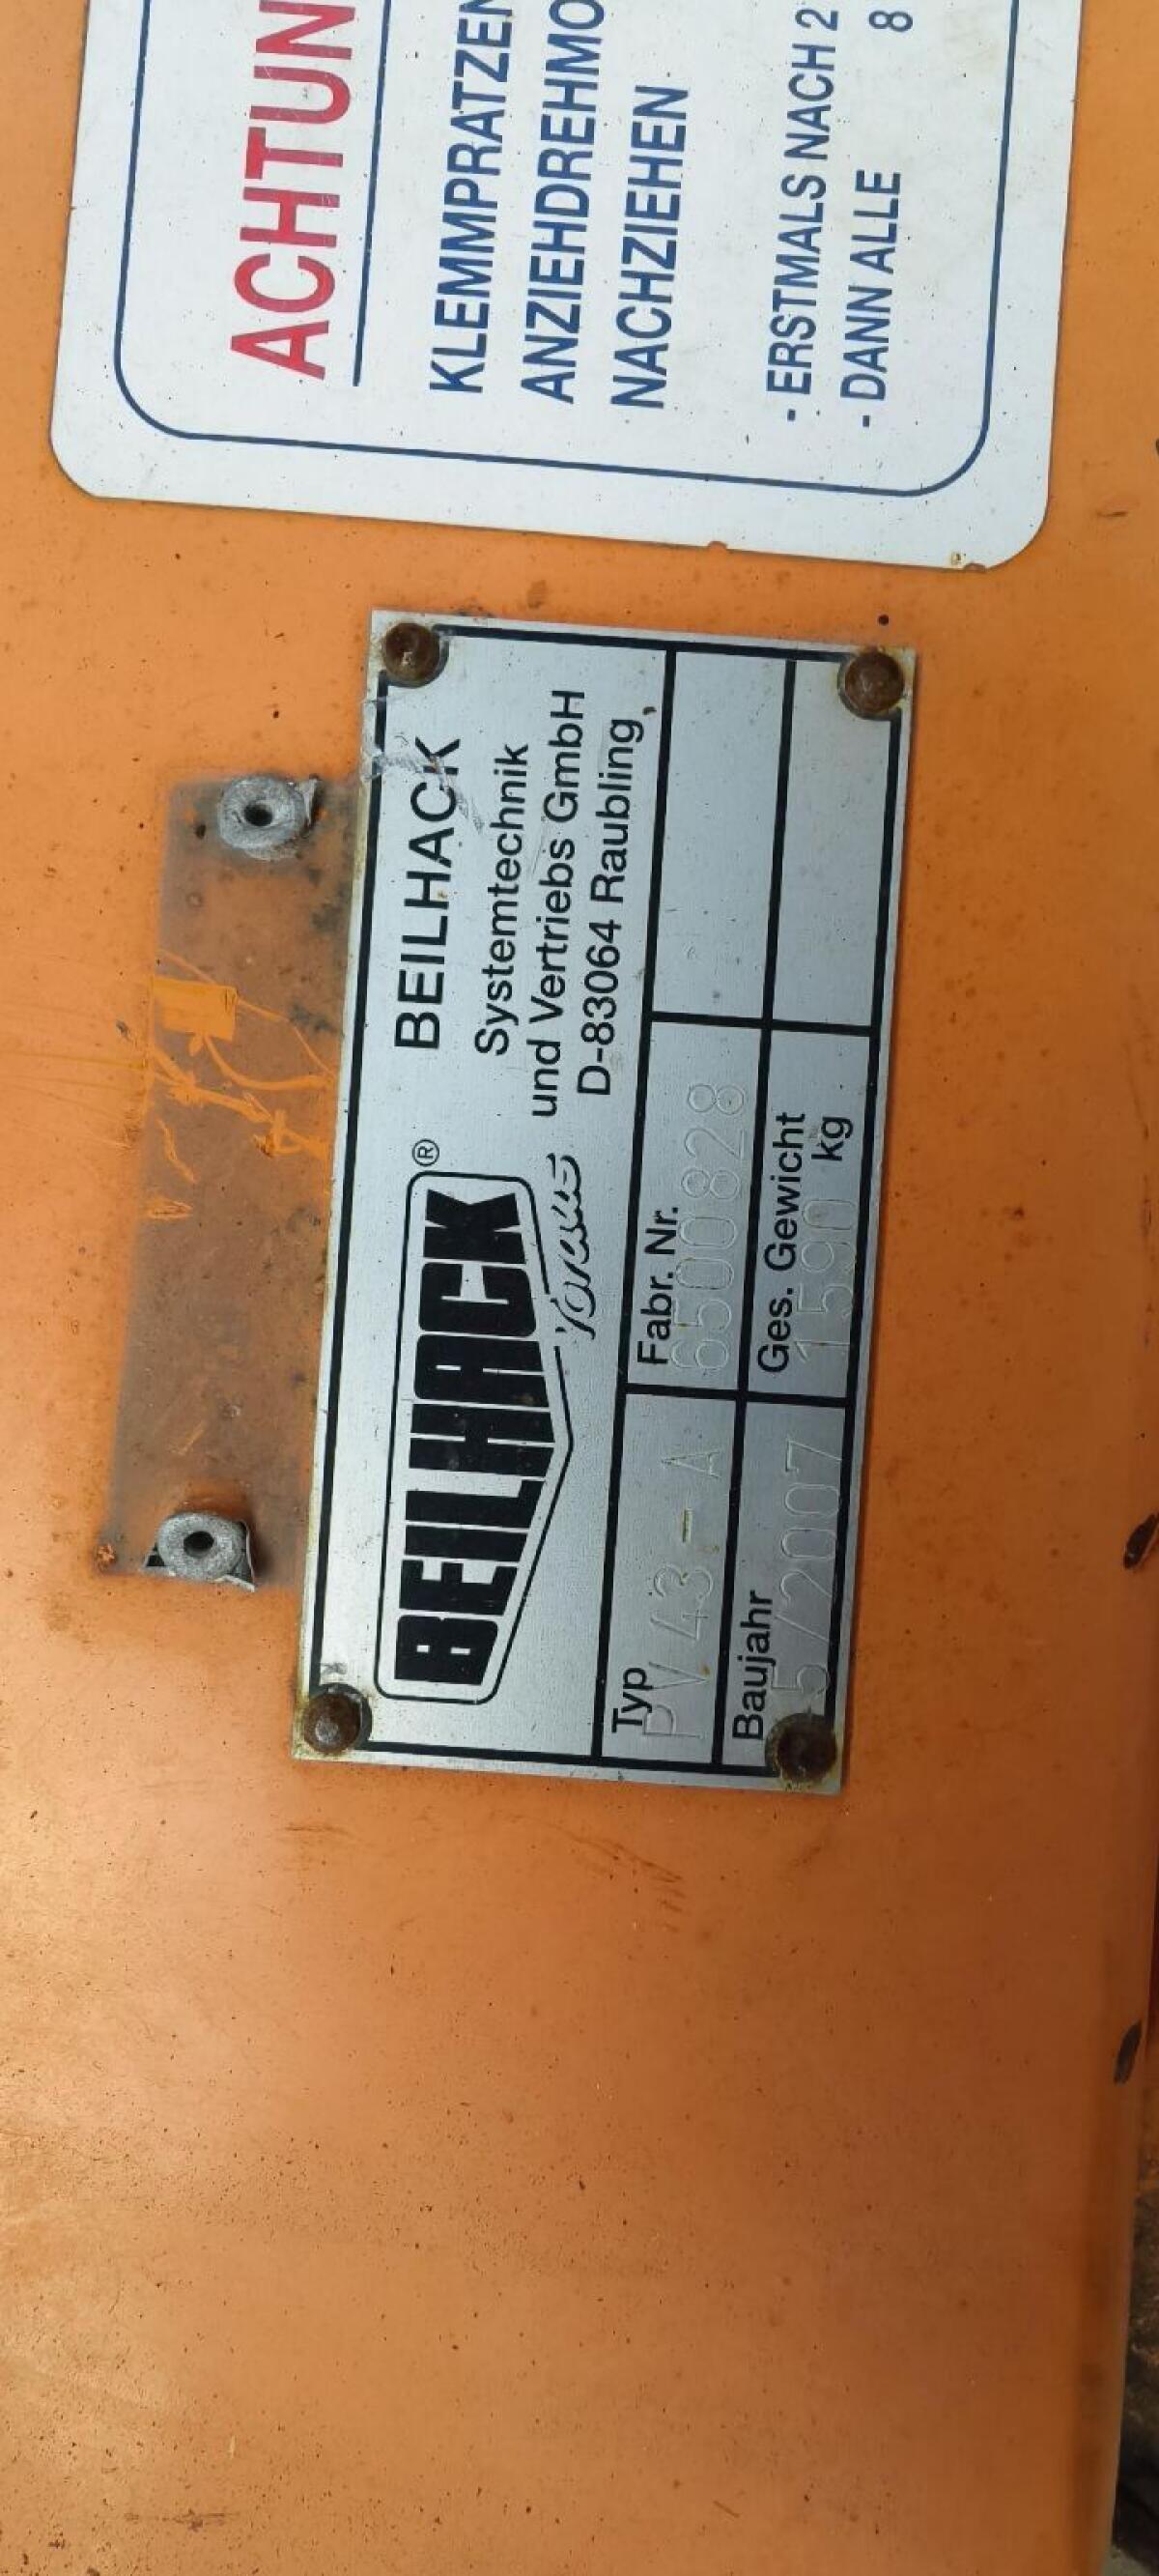 BEILHACK®
BEILHACK
Systemtechnik
und Vertriebs GmbH
D-83064 Raubling
Typ
PV 43 - A
Fabr. Nr.
6500828
Baujahr
5/2007
Ges. Gewicht
1590 kg
ACHTUN
KLEMMPRATZEN
ANZIEHDREHMO
NACHZIEHEN
- ERSTMALS NACH 2
- DANN ALLE 8